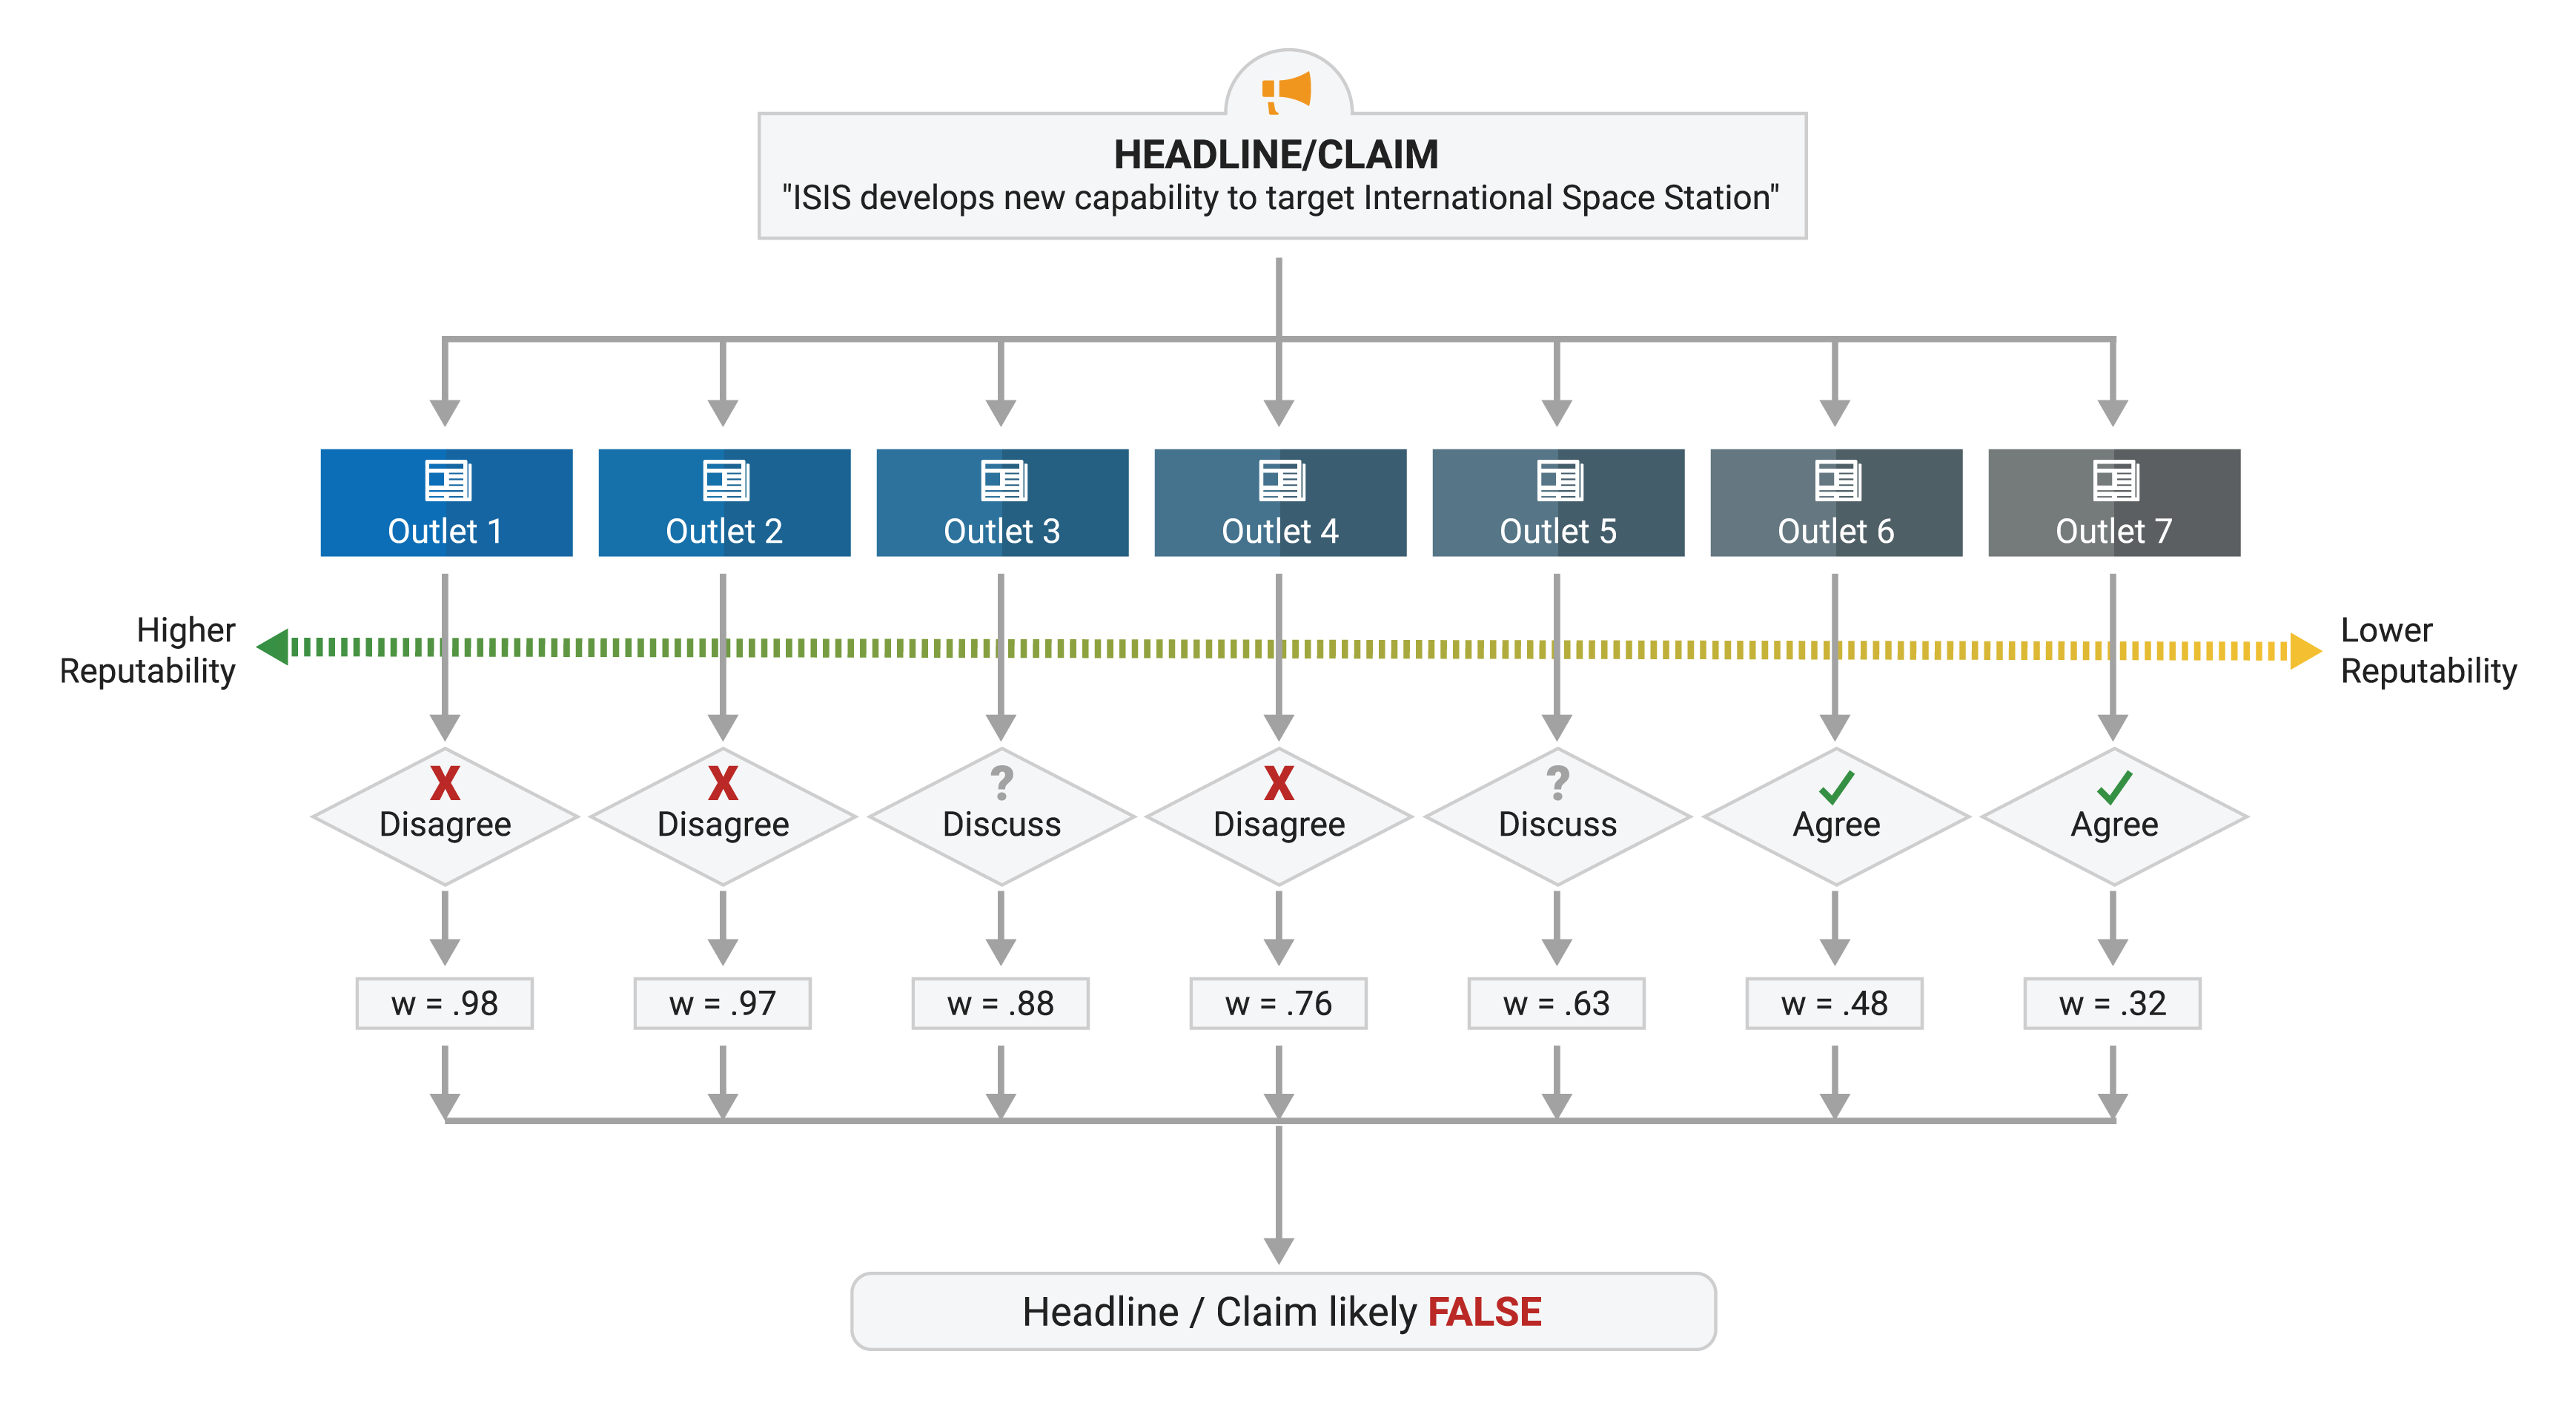 HEADLINE/CLAIM
"ISIS develops new capability to target International Space Station"
Outlet 1
Outlet 2
Outlet 3
Outlet 4
Outlet 5
Outlet 6
Outlet 7
Higher
Reputability
Lower
Reputability
X
Disagree
X
Disagree
?
Discuss
X
Disagree
?
Discuss
Agree
Agree
w = .98
w = .97
w = .88
w = .76
w = .63
w = .48
w = .32
Headline / Claim likely FALSE